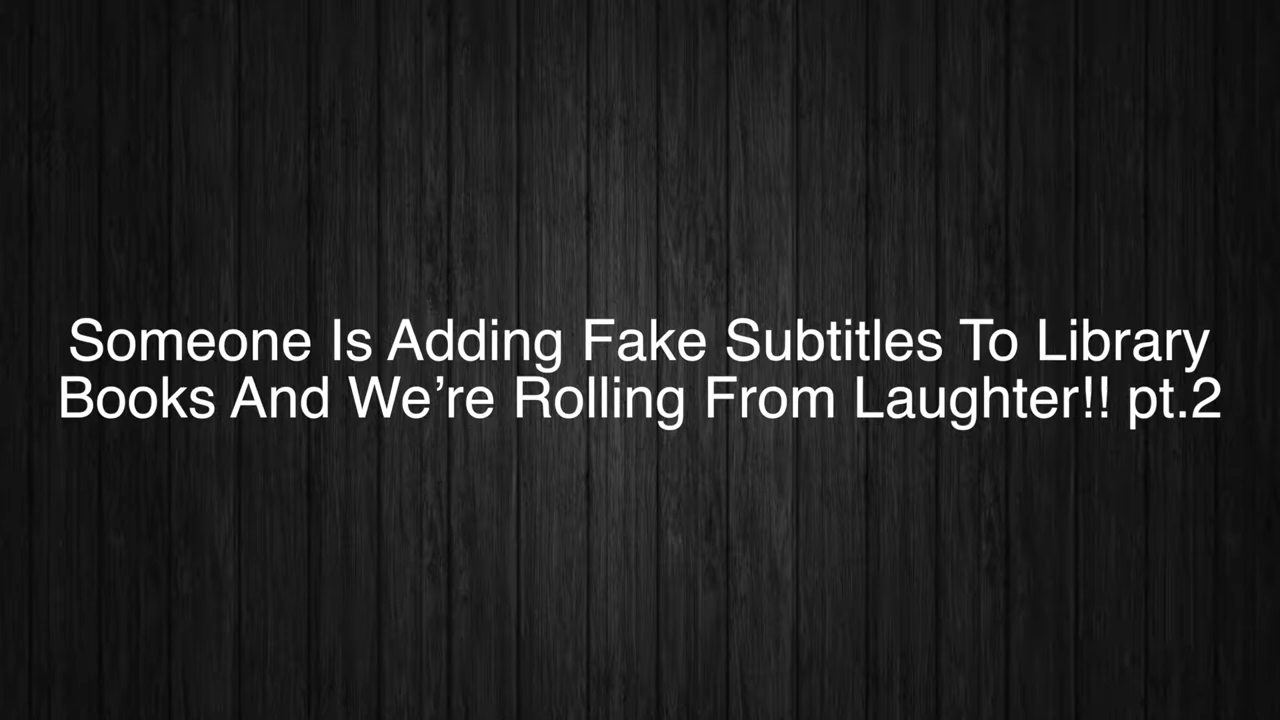 Someone Is Adding Fake Subtitles To Library
Books And We’re Rolling From Laughter!! pt.2